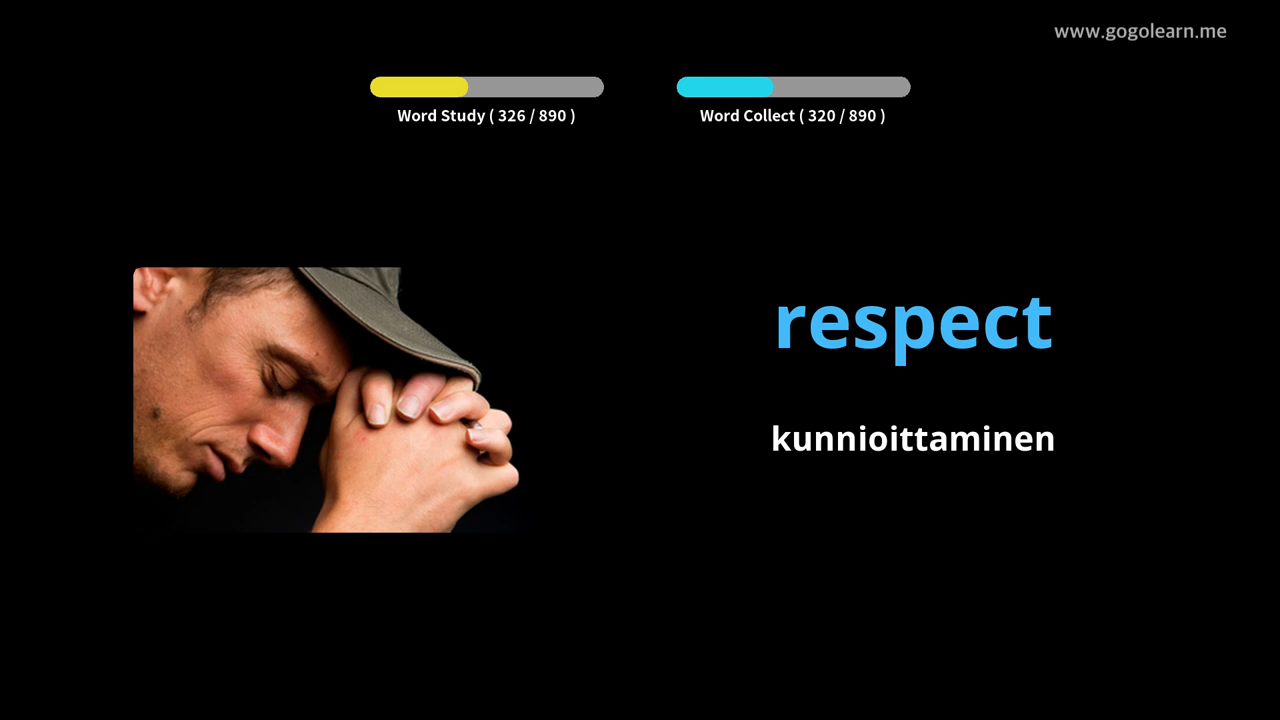 www.gogolearn.me
Word Study ( 326 / 890 )
Word Collect ( 320 / 890 )
respect
kunnioittaminen